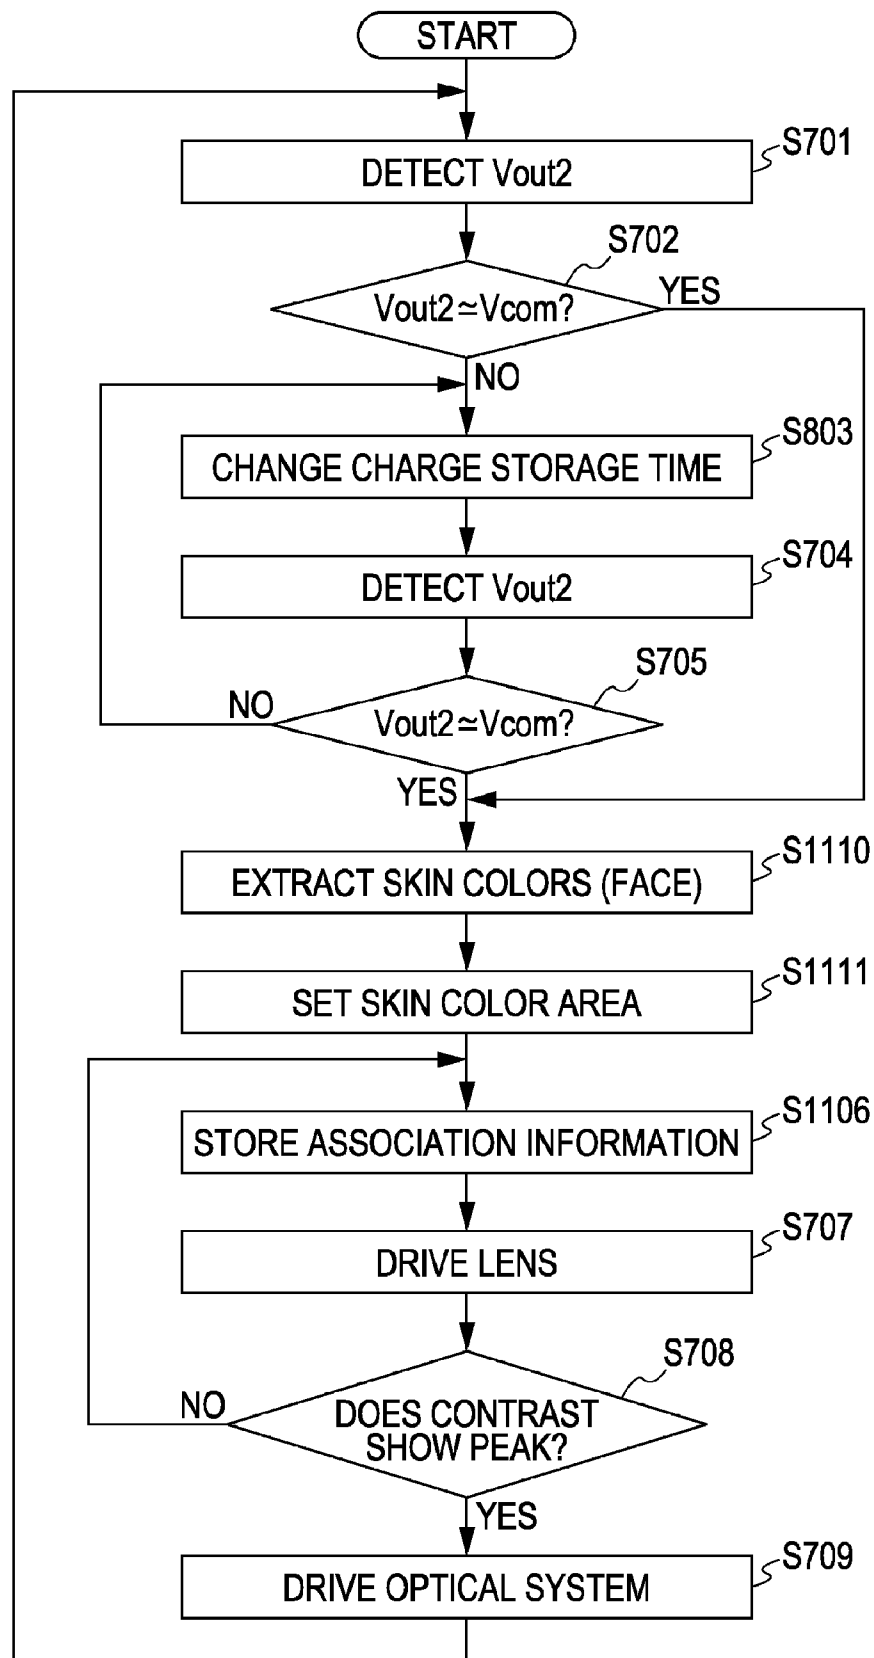 START
S701
DETECT Vout2
S702
Vout2≃Vcom?
YES
NO
S803
CHANGE CHARGE STORAGE TIME
S704
DETECT Vout2
S705
NO
Vout2≃Vcom?
YES
S1110
EXTRACT SKIN COLORS (FACE)
S1111
SET SKIN COLOR AREA
S1106
STORE ASSOCIATION INFORMATION
S707
DRIVE LENS
S708
NO
DOES CONTRAST
SHOW PEAK?
YES
S709
DRIVE OPTICAL SYSTEM